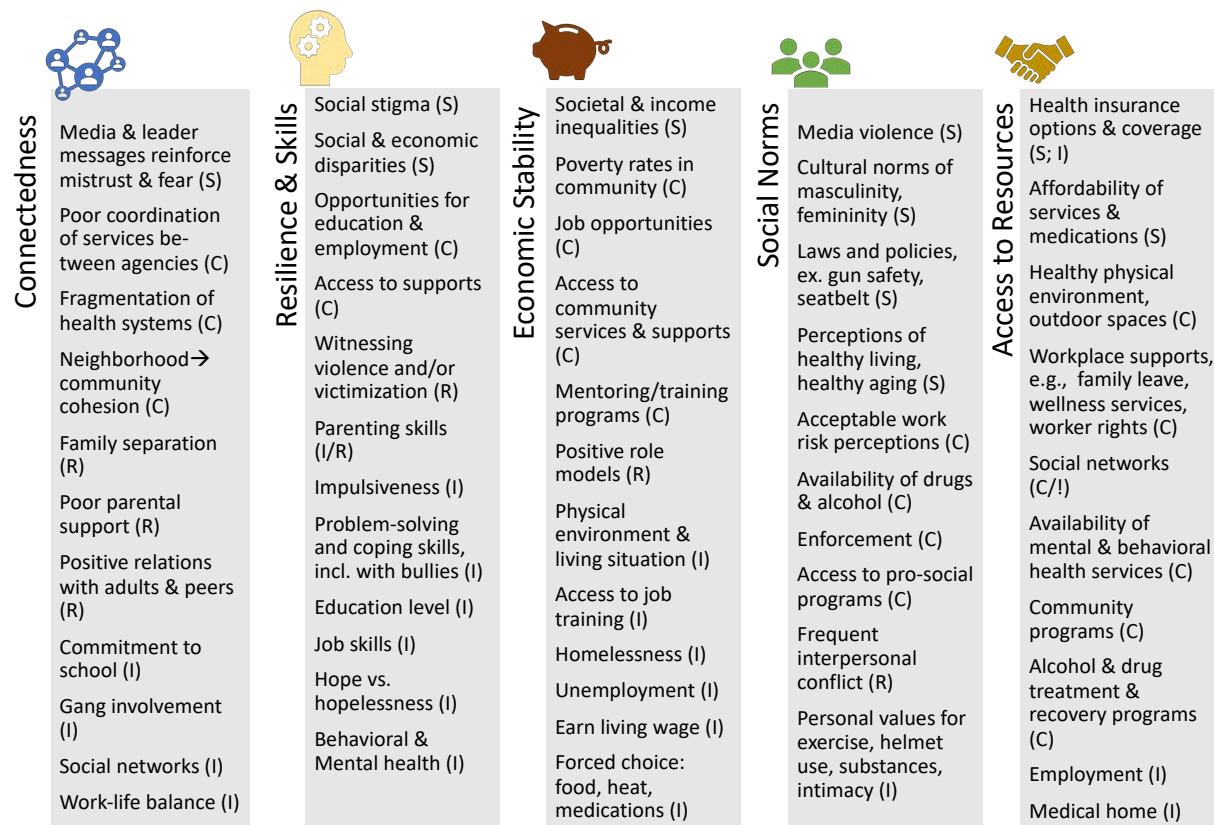 Connectedness
Media & leader
messages reinforce
mistrust & fear (S)
Poor coordination
of services be-
tween agencies (C)
Fragmentation of
health systems (C)
Neighborhood→
community
cohesion (C)
Family separation
(R)
Poor parental
support (R)
Positive relations
with adults & peers
(R)
Commitment to
school (I)
Gang involvement
(I)
Social networks (I)
Work-life balance (I)
Resilience & Skills
Social stigma (S)
Social & economic
disparities (S)
Opportunities for
education &
employment (C)
Access to supports
(C)
Witnessing
violence and/or
victimization (R)
Parenting skills
(I/R)
Impulsiveness (I)
Problem-solving
and coping skills,
incl. with bullies (I)
Education level (I)
Job skills (I)
Hope vs.
hopelessness (I)
Behavioral &
Mental health (I)
Economic Stability
Societal & income
inequalities (S)
Poverty rates in
community (C)
Job opportunities
(C)
Access to
community
services & supports
(C)
Mentoring/training
programs (C)
Positive role
models (R)
Physical
environment &
living situation (I)
Access to job
training (I)
Homelessness (I)
Unemployment (I)
Earn living wage (I)
Forced choice:
food, heat,
medications (I)
Social Norms
Media violence (S)
Cultural norms of
masculinity,
femininity (S)
Laws and policies,
ex. gun safety,
seatbelt (S)
Perceptions of
healthy living,
healthy aging (S)
Acceptable work
risk perceptions (C)
Availability of drugs
& alcohol (C)
Enforcement (C)
Access to pro-social
programs (C)
Frequent
interpersonal
conflict (R)
Personal values for
exercise, helmet
use, substances,
intimacy (I)
Access to Resources
Health insurance
options & coverage
(S; I)
Affordability of
services &
medications (S)
Healthy physical
environment,
outdoor spaces (C)
Workplace supports,
e.g., family leave,
wellness services,
worker rights (C)
Social networks
(C/!)
Availability of
mental & behavioral
health services (C)
Community
programs (C)
Alcohol & drug
treatment &
recovery programs
(C)
Employment (I)
Medical home (I)